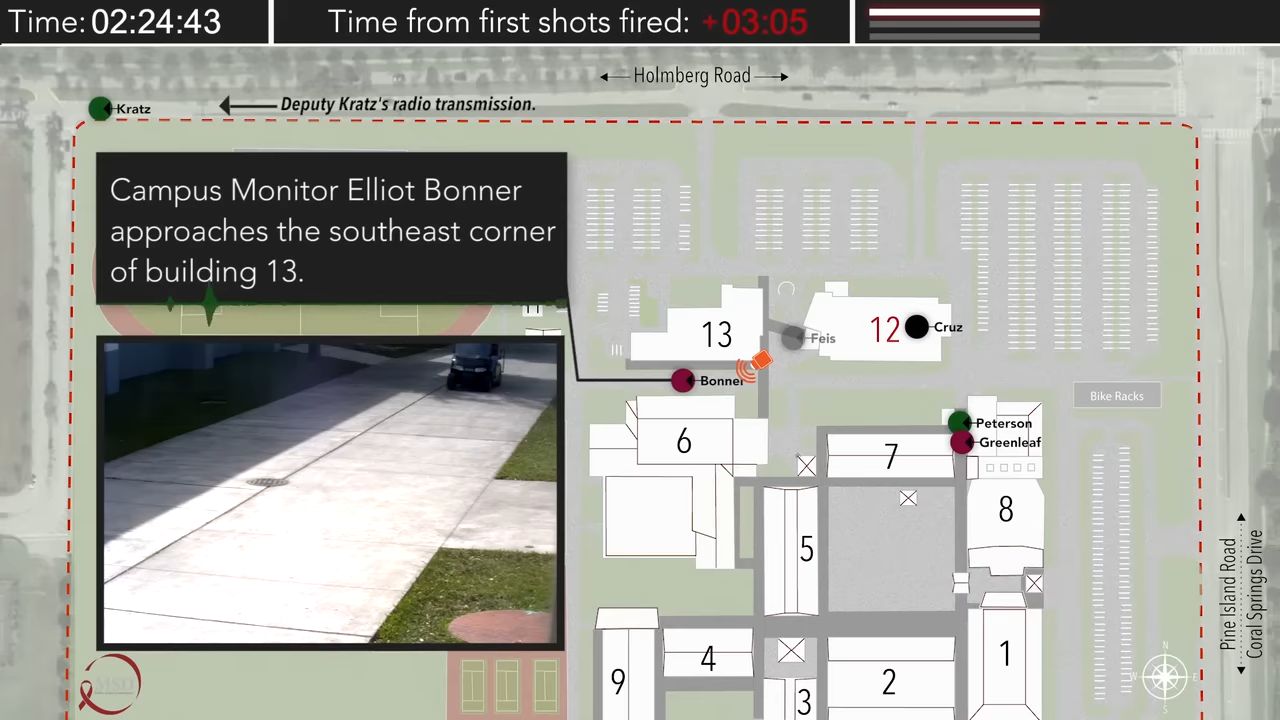 Time: 02:24:43
Time from first shots fired: +03:05
Holmberg Road
Kratz
Deputy Kratz's radio transmission.
Campus Monitor Elliot Bonner
approaches the southeast corner
of building 13.
13
Feis
12
Cruz
Bonner
Bike Racks
Peterson
Greenleaf
6
7
8
5
Pine Island Road
Coral Springs Drive
9
4
3
2
1
MSD
N
W
E
S